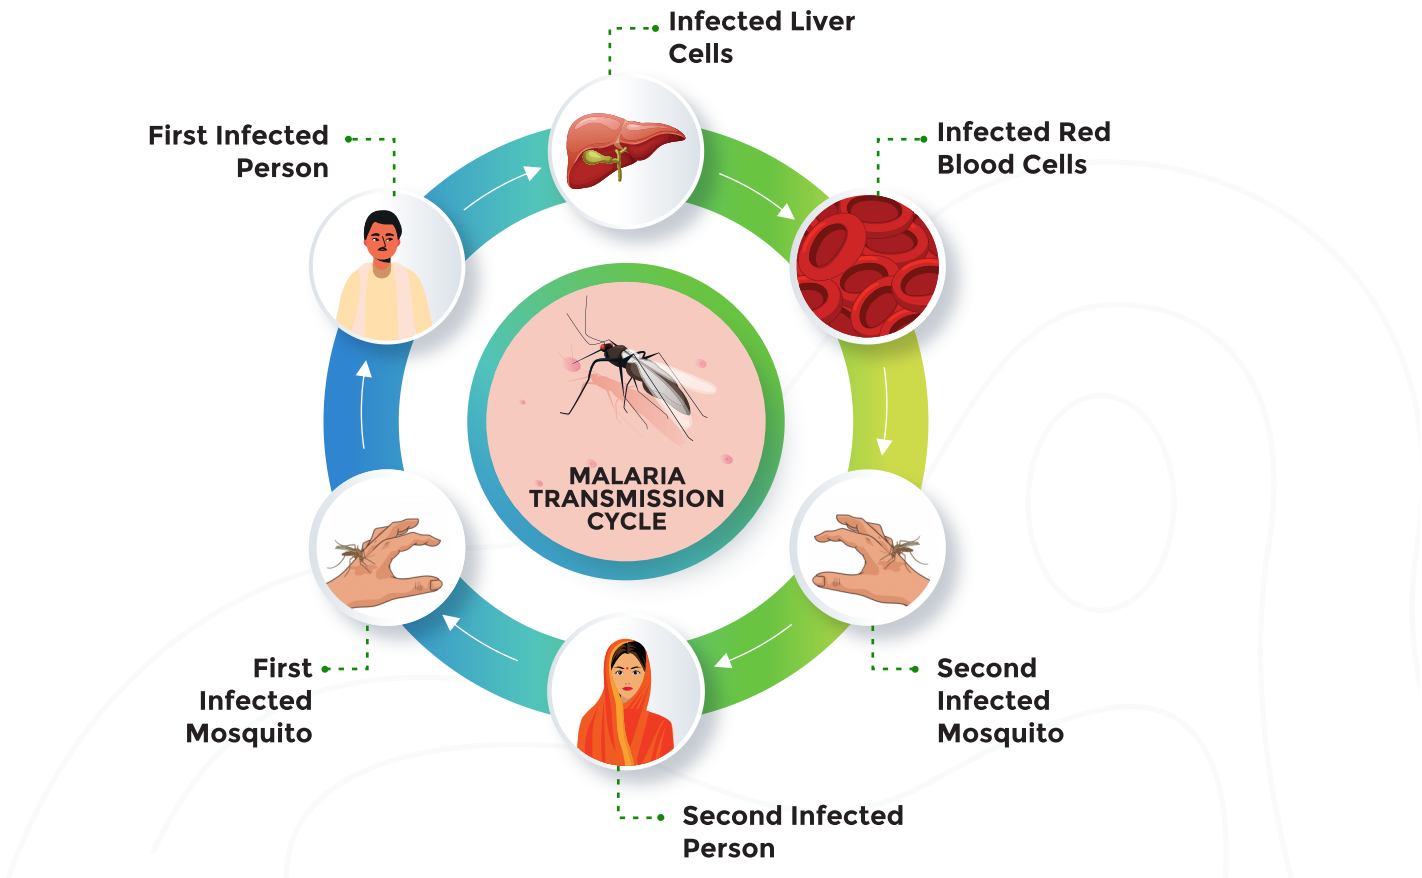 Infected Liver
Cells
First Infected
Person
Infected Red
Blood Cells
MALARIA
TRANSMISSION
CYCLE
First
Infected
Mosquito
Second
Infected
Mosquito
Second Infected
Person